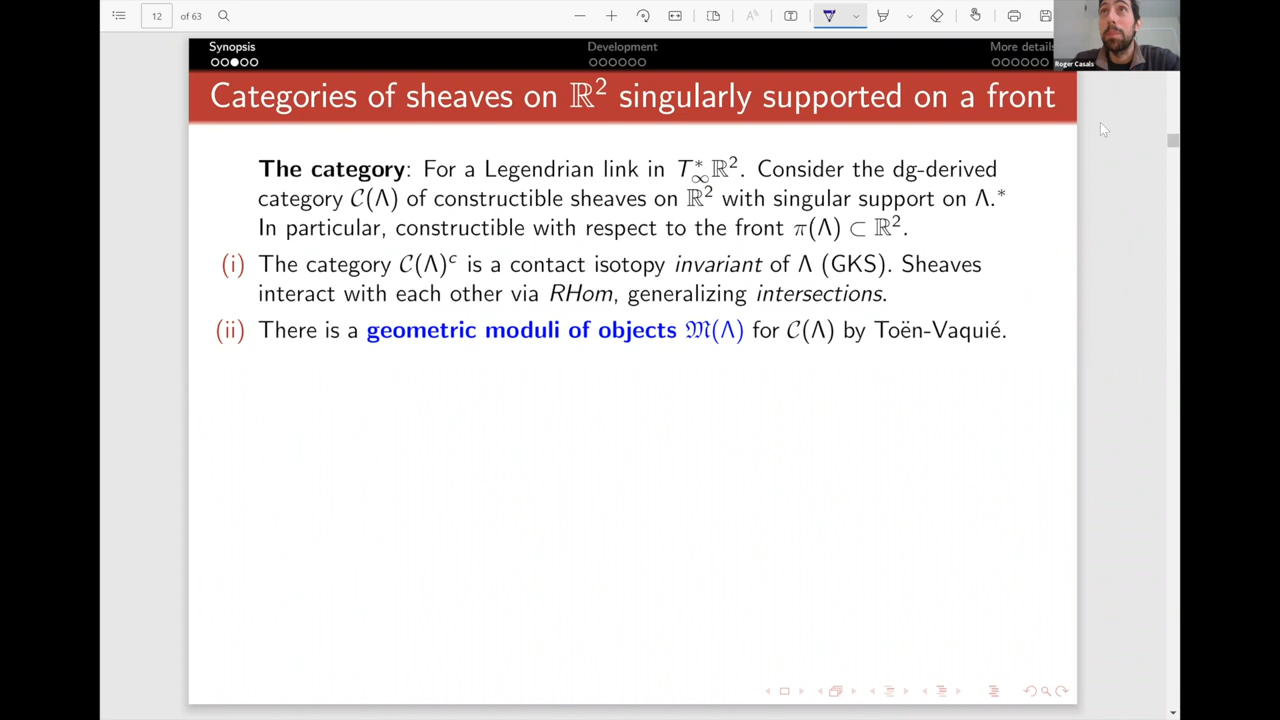 12 of 63
Roger Casals
Synopsis Development More details
Categories of sheaves on ℝ² singularly supported on a front
The category: For a Legendrian link in T*∞ℝ². Consider the dg-derived
category 𝒞(Λ) of constructible sheaves on ℝ² with singular support on Λ.*
In particular, constructible with respect to the front π(Λ) ⊂ ℝ².
(i) The category 𝒞(Λ)ᶜ is a contact isotopy invariant of Λ (GKS). Sheaves
interact with each other via RHom, generalizing intersections.
(ii) There is a geometric moduli of objects 𝔐(Λ) for 𝒞(Λ) by Toën-Vaquié.